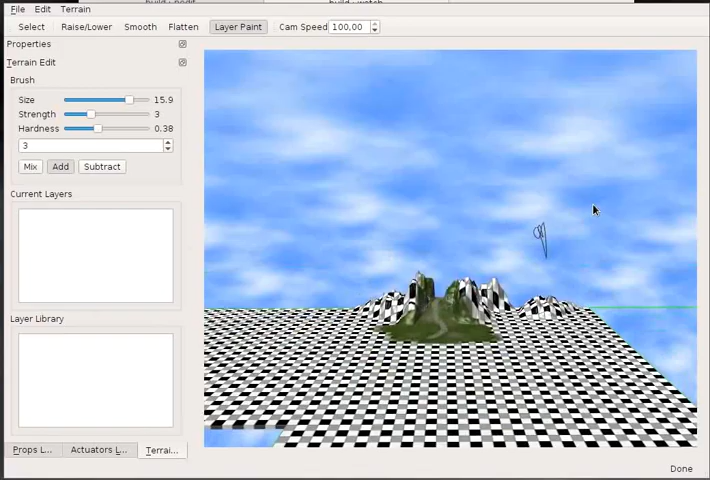 File Edit Terrain
Select Raise/Lower Smooth Flatten Layer Paint Cam Speed 100,00
Properties
Terrain Edit
Brush
Size 15.9
Strength 3
Hardness 0.38
3
Mix Add Subtract
Current Layers
Layer Library
Props L... Actuators L... Terrai...
Done